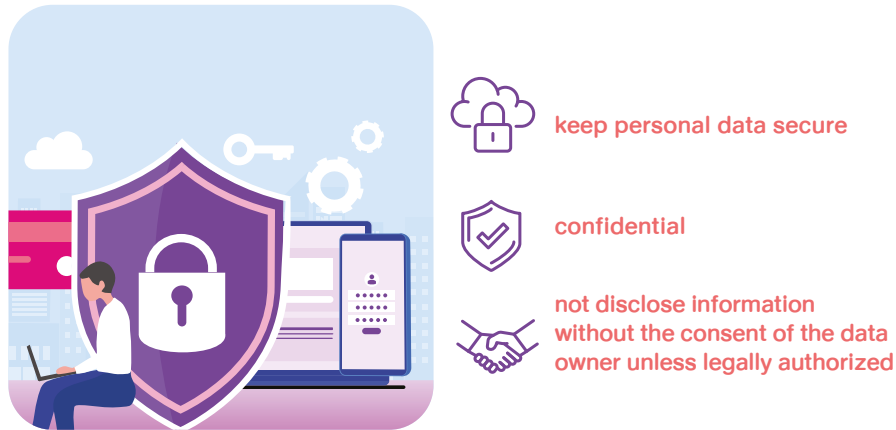 keep personal data secure
confidential
not disclose information
without the consent of the data
owner unless legally authorized